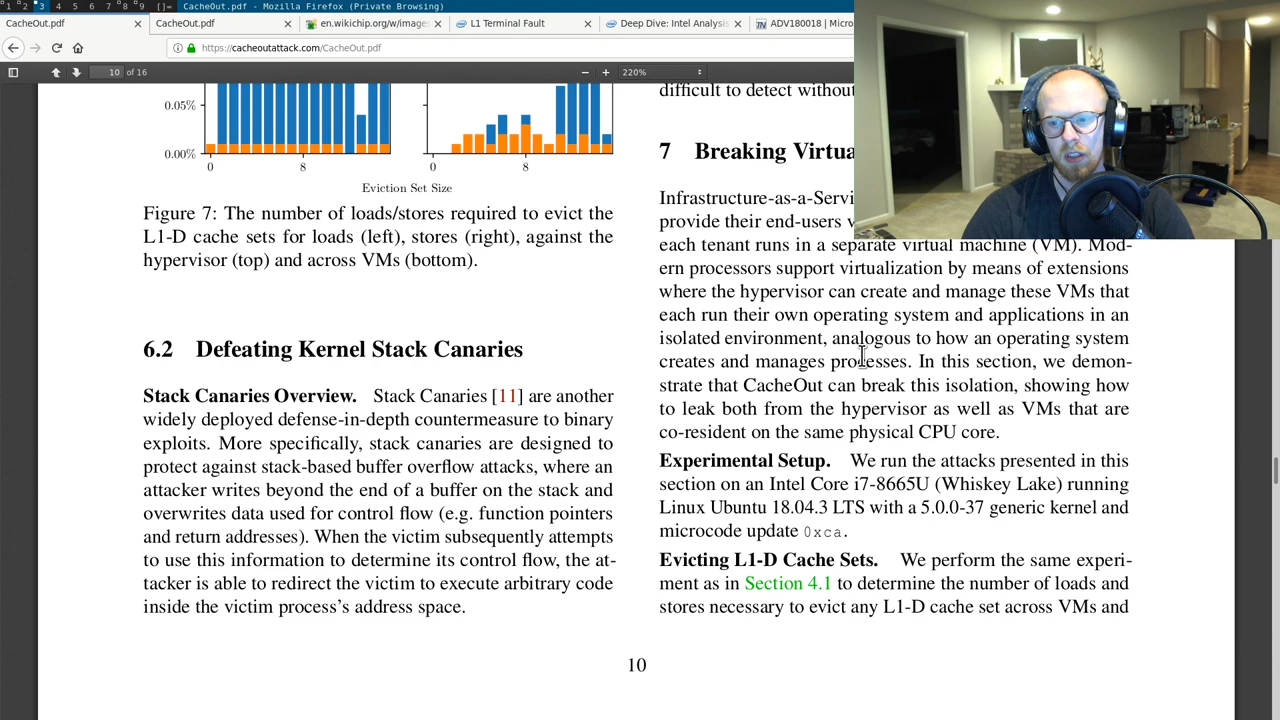 1 2 3 4 5 6 7 8 9 []= CacheOut.pdf - Mozilla Firefox (Private Browsing)
CacheOut.pdf
CacheOut.pdf
en.wikichip.org/w/image
L1 Terminal Fault
Deep Dive: Intel Analysis
ADV180018 | Micro
https://cacheoutattack.com/CacheOut.pdf
10 of 16
220%
0.05%
0.00%
0 8
0 8
Eviction Set Size
Figure 7: The number of loads/stores required to evict the
L1-D cache sets for loads (left), stores (right), against the
hypervisor (top) and across VMs (bottom).
6.2 Defeating Kernel Stack Canaries
Stack Canaries Overview. Stack Canaries [11] are another
widely deployed defense-in-depth countermeasure to binary
exploits. More specifically, stack canaries are designed to
protect against stack-based buffer overflow attacks, where an
attacker writes beyond the end of a buffer on the stack and
overwrites data used for control flow (e.g. function pointers
and return addresses). When the victim subsequently attempts
to use this information to determine its control flow, the at-
tacker is able to redirect the victim to execute arbitrary code
inside the victim process's address space.
difficult to detect without
7 Breaking Virtua
Infrastructure-as-a-Servi
provide their end-users v
each tenant runs in a separate virtual machine (VM). Mod-
ern processors support virtualization by means of extensions
where the hypervisor can create and manage these VMs that
each run their own operating system and applications in an
isolated environment, analogous to how an operating system
creates and manages processes. In this section, we demon-
strate that CacheOut can break this isolation, showing how
to leak both from the hypervisor as well as VMs that are
co-resident on the same physical CPU core.
Experimental Setup. We run the attacks presented in this
section on an Intel Core i7-8665U (Whiskey Lake) running
Linux Ubuntu 18.04.3 LTS with a 5.0.0-37 generic kernel and
microcode update 0xca.
Evicting L1-D Cache Sets. We perform the same experi-
ment as in Section 4.1 to determine the number of loads and
stores necessary to evict any L1-D cache set across VMs and
10